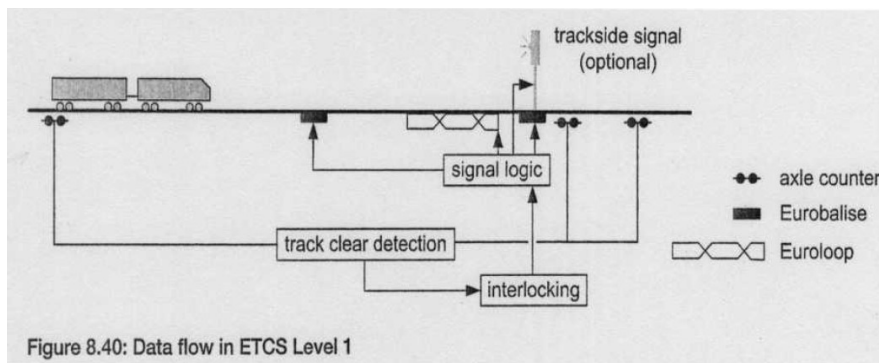 trackside signal
(optional)
signal logic
axle counter
Eurobalise
track clear detection
Euroloop
interlocking
Figure 8.40: Data flow in ETCS Level 1